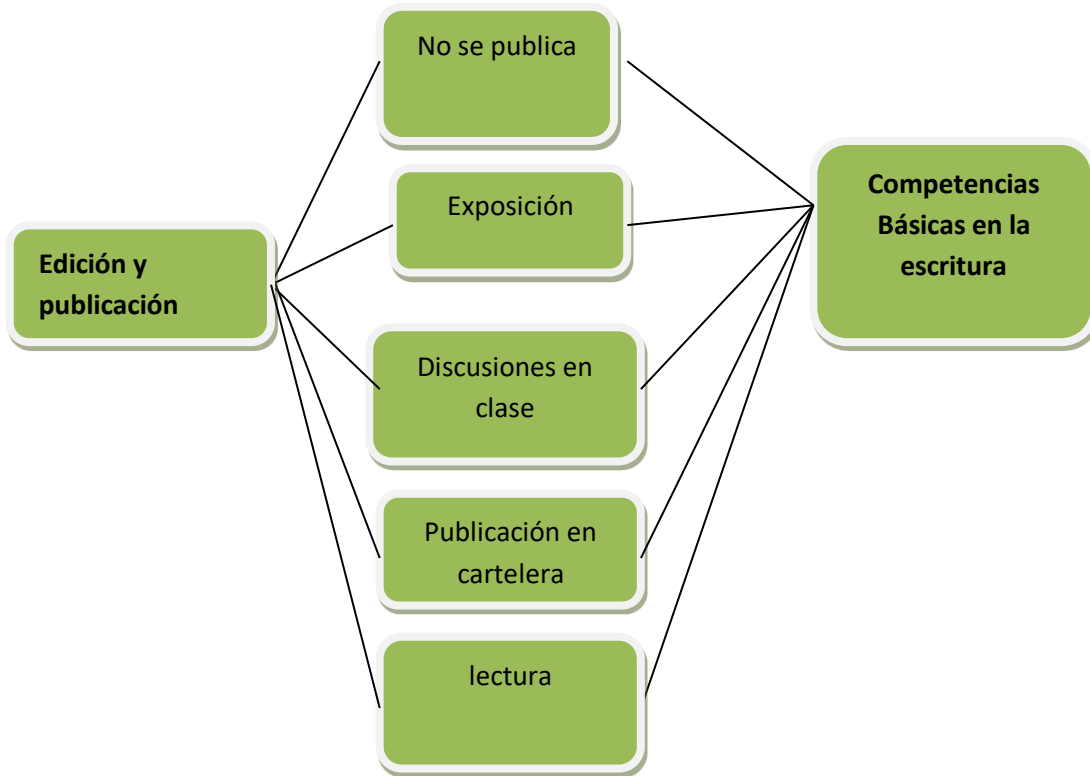 No se publica
Exposición
Edición y
publicación
Discusiones en
clase
Publicación en
cartelera
lectura
Competencias
Básicas en la
escritura